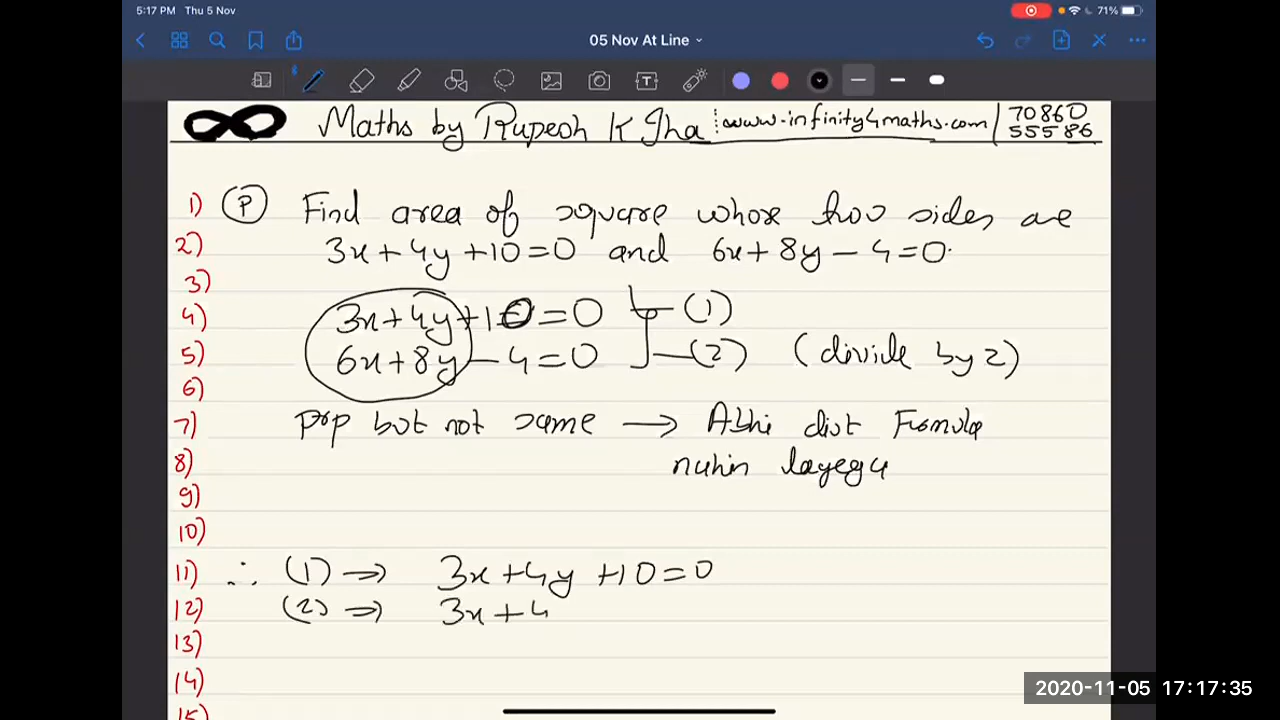 5:17 PM Thu 5 Nov
71%
05 Nov At Line
Maths by Rupesh K Jha www.infinity4maths.com 70860
55586
1) P Find area of square whose two sides are
2) 3x + 4y + 10 = 0 and 6x + 8y - 4 = 0
3)
4) 3x + 4y + 10 = 0 (1)
5) 6x + 8y - 4 = 0 (2) (divide by 2)
6)
7) prp but not same → Abhi dist Formula
8) nahin layega
9)
10)
11) ∴ (1) ⇒ 3x + 4y + 10 = 0
12) (2) ⇒ 3x + 4
13)
14)
15)
2020-11-05 17:17:35